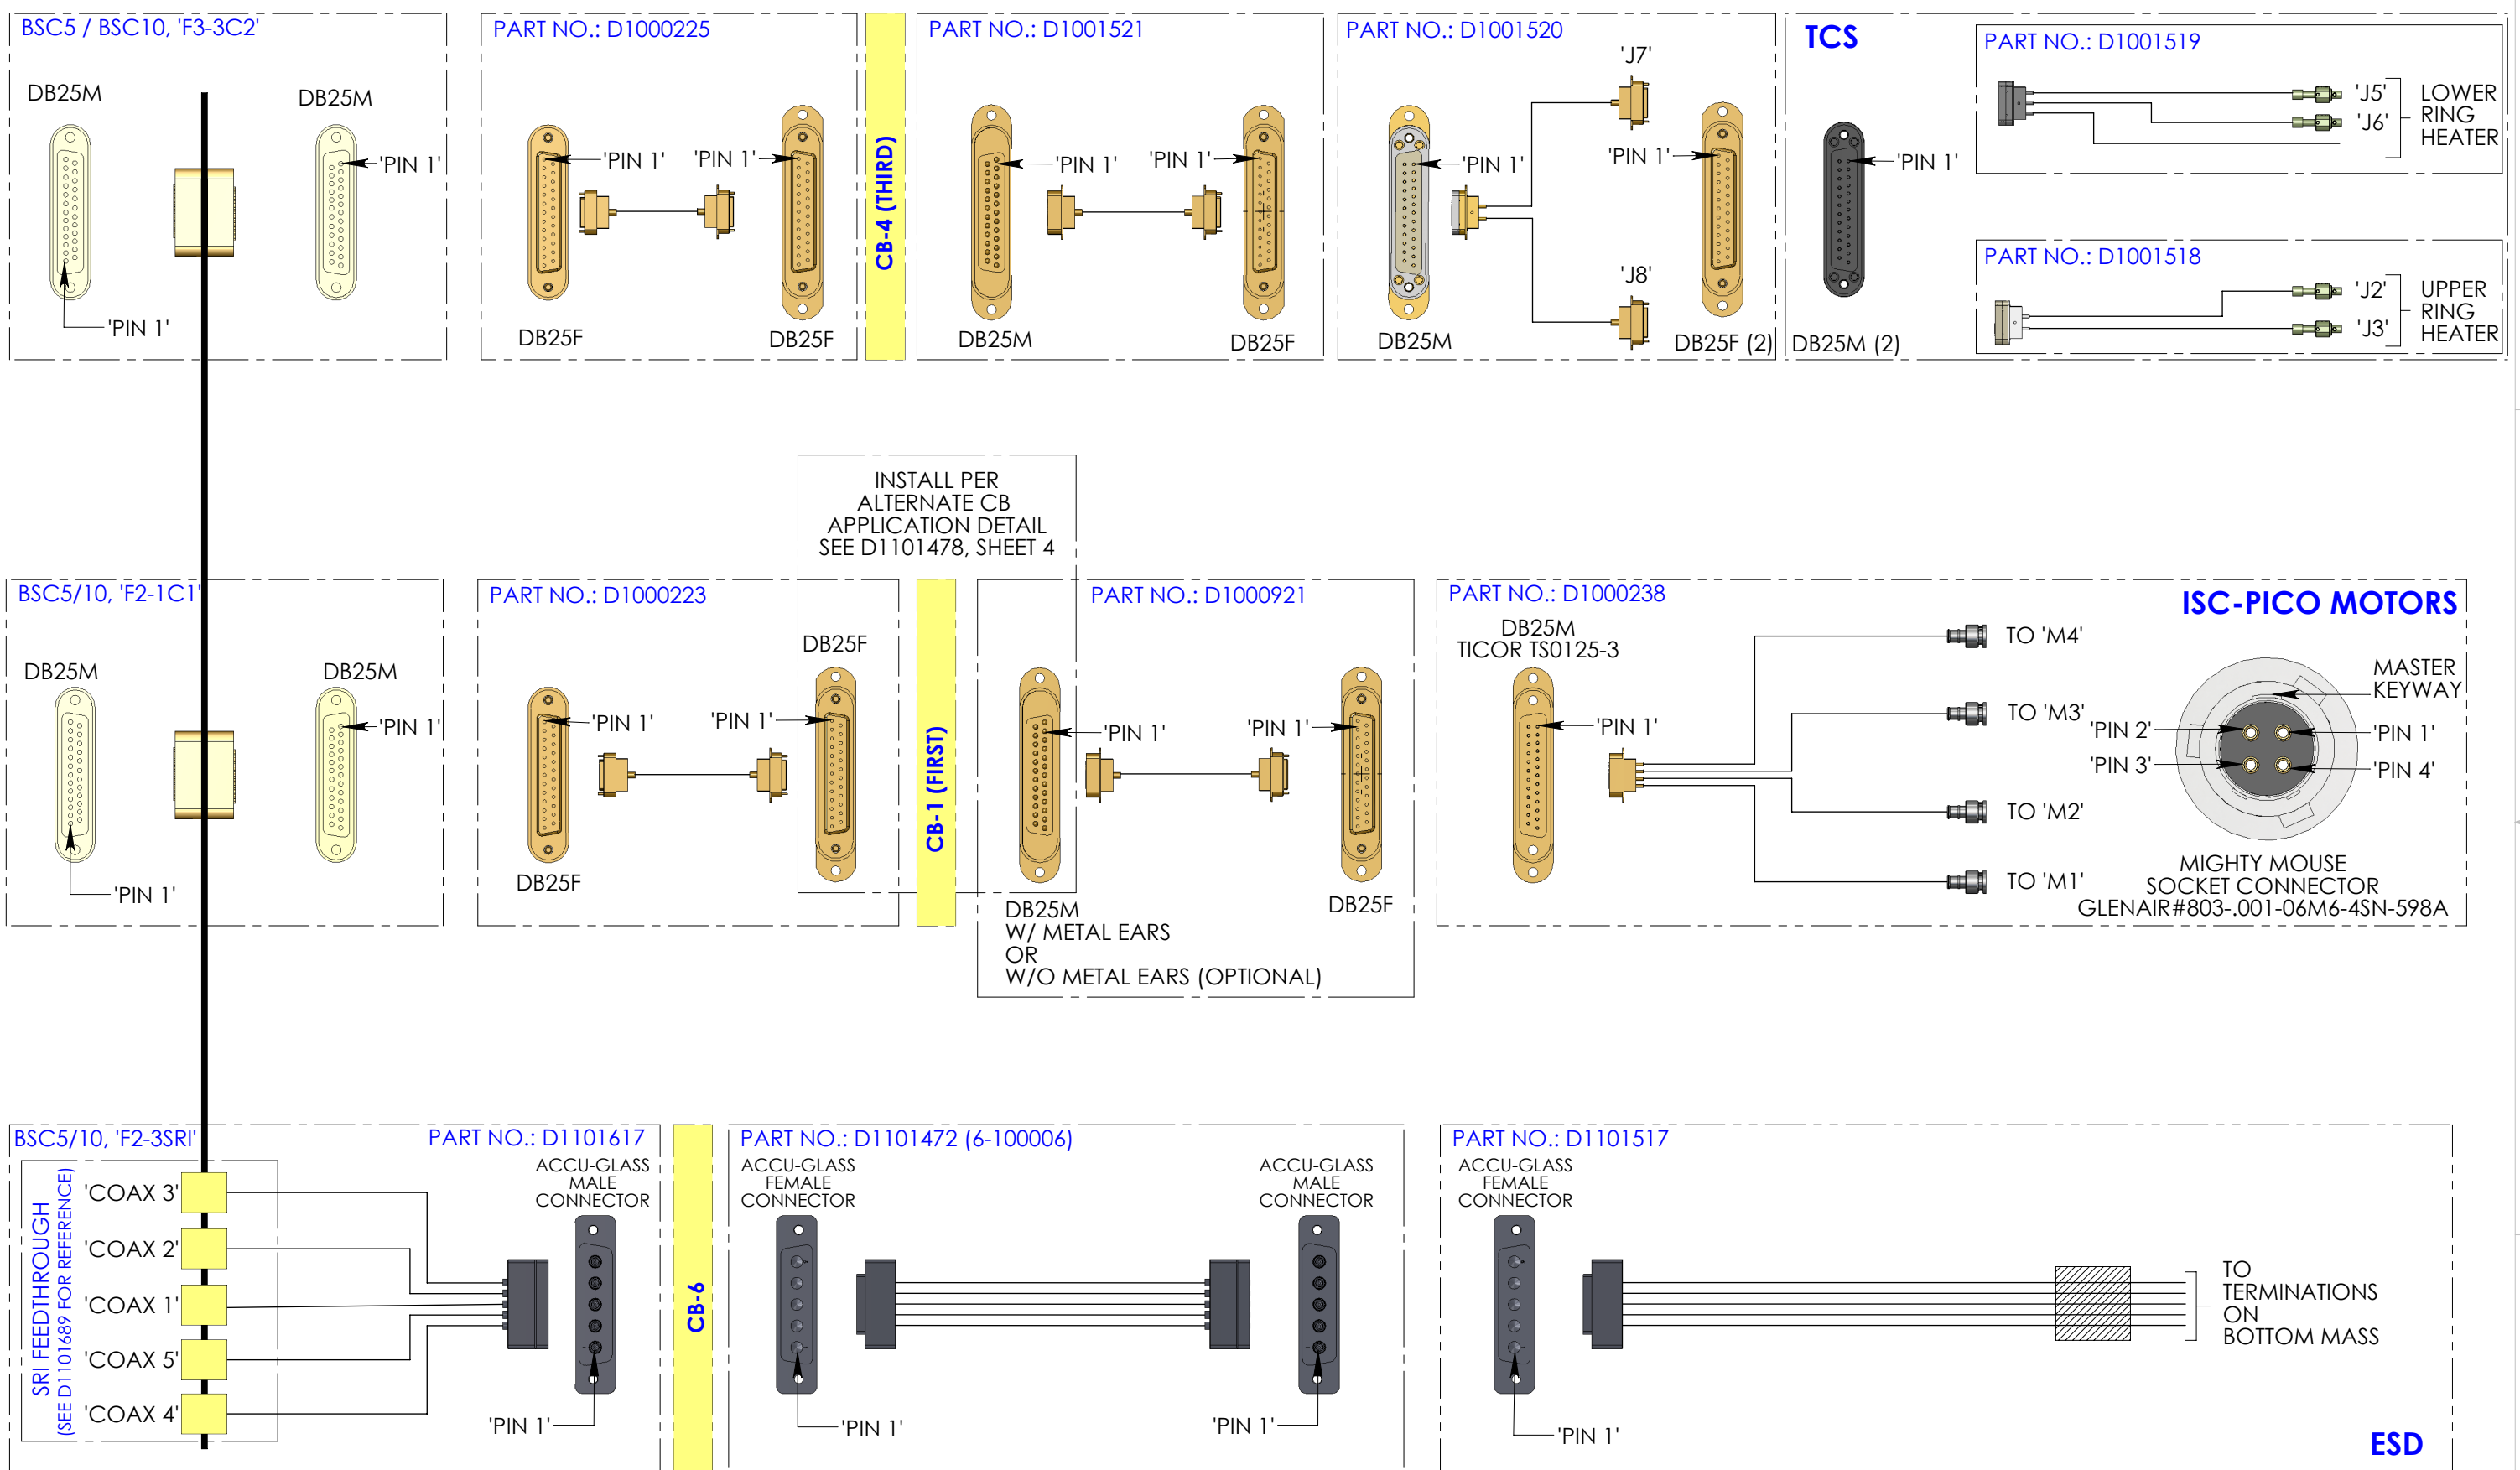 BSC5 / BSC10, 'F3-3C2'
DB25M
DB25M
'PIN 1'
'PIN 1'
PART NO.: D1000225
'PIN 1'
'PIN 1'
DB25F
DB25F
CB-4 (THIRD)
PART NO.: D1001521
'PIN 1'
'PIN 1'
DB25M
DB25F
PART NO.: D1001520
'J7'
'PIN 1'
'PIN 1'
'J8'
DB25M
DB25F (2)
TCS
'PIN 1'
DB25M (2)
PART NO.: D1001519
'J5'
'J6'
LOWER
RING
HEATER
PART NO.: D1001518
'J2'
'J3'
UPPER
RING
HEATER
INSTALL PER
ALTERNATE CB
APPLICATION DETAIL
SEE D1101478, SHEET 4
BSC5/10, 'F2-1C1'
DB25M
DB25M
'PIN 1'
'PIN 1'
PART NO.: D1000223
DB25F
'PIN 1'
'PIN 1'
DB25F
CB-1 (FIRST)
PART NO.: D1000921
'PIN 1'
'PIN 1'
DB25F
DB25M
W/ METAL EARS
OR
W/O METAL EARS (OPTIONAL)
PART NO.: D1000238
ISC-PICO MOTORS
DB25M
TICOR TS0125-3
'PIN 1'
TO 'M4'
TO 'M3'
TO 'M2'
TO 'M1'
MASTER
KEYWAY
'PIN 2'
'PIN 1'
'PIN 3'
'PIN 4'
MIGHTY MOUSE
SOCKET CONNECTOR
GLENAIR#803-.001-06M6-4SN-598A
BSC5/10, 'F2-3SRI'
PART NO.: D1101617
SRI FEEDTHROUGH
(SEE D1101689 FOR REFERENCE)
'COAX 3'
'COAX 2'
'COAX 1'
'COAX 5'
'COAX 4'
ACCU-GLASS
MALE
CONNECTOR
'PIN 1'
CB-6
PART NO.: D1101472 (6-100006)
ACCU-GLASS
FEMALE
CONNECTOR
'PIN 1'
ACCU-GLASS
MALE
CONNECTOR
'PIN 1'
PART NO.: D1101517
ACCU-GLASS
FEMALE
CONNECTOR
'PIN 1'
TO
TERMINATIONS
ON
BOTTOM MASS
ESD